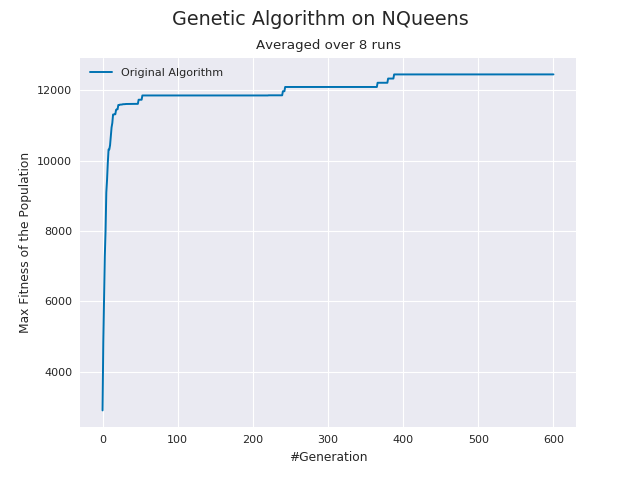 Genetic Algorithm on NQueens
Averaged over 8 runs
Original Algorithm
Max Fitness of the Population
12000
10000
8000
6000
4000
0 100 200 300 400 500 600
#Generation